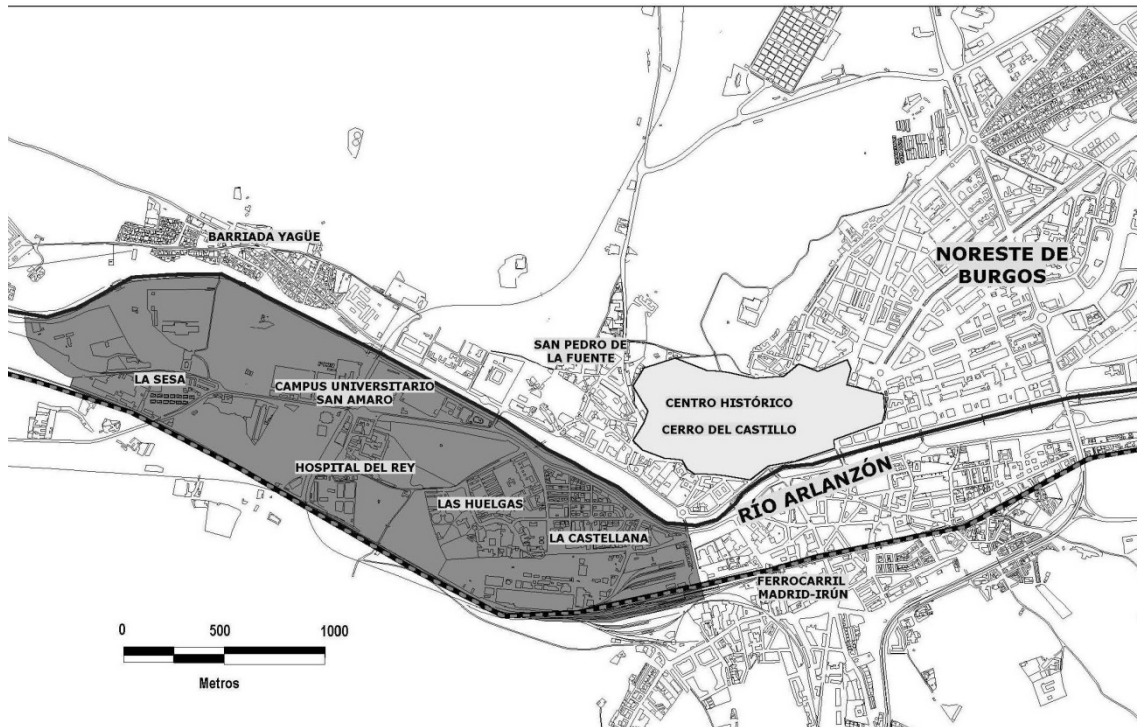 BARRIADA YAGÜE
NORESTE DE
BURGOS
SAN PEDRO DE
LA FUENTE
LA SESA
CAMPUS UNIVERSITARIO
SAN AMARO
CENTRO HISTÓRICO
CERRO DEL CASTILLO
HOSPITAL DEL REY
RÍO ARLANZÓN
LAS HUELGAS
LA CASTELLANA
FERROCARRIL
MADRID-IRÚN
0 500 1000
Metros